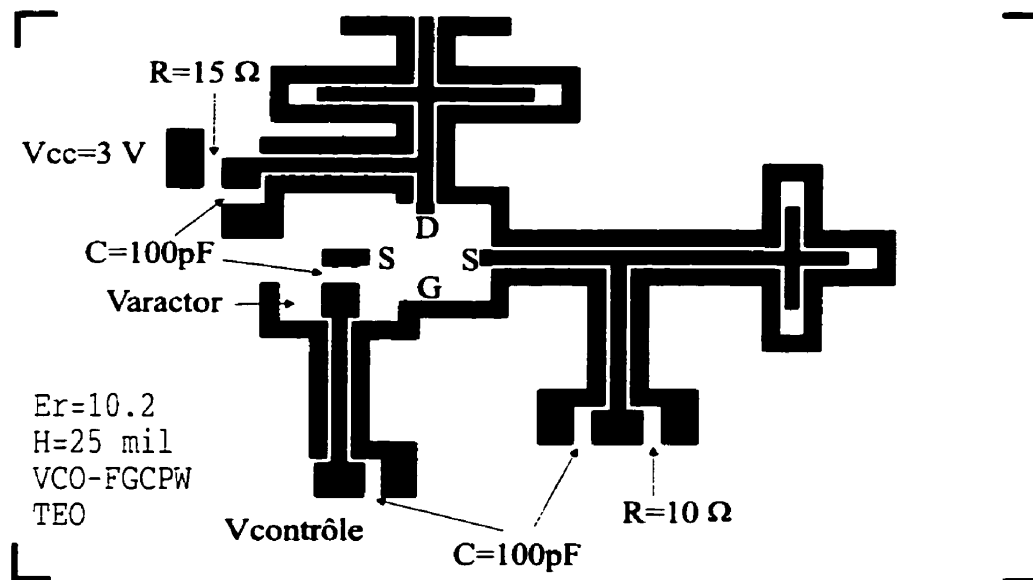 R=15 Ω
Vcc=3 V
D
C=100pF
S
S
G
Varactor
Er=10.2
H=25 mil
VCO-FGCPW
TEO
R=10 Ω
Vcontrôle
C=100pF